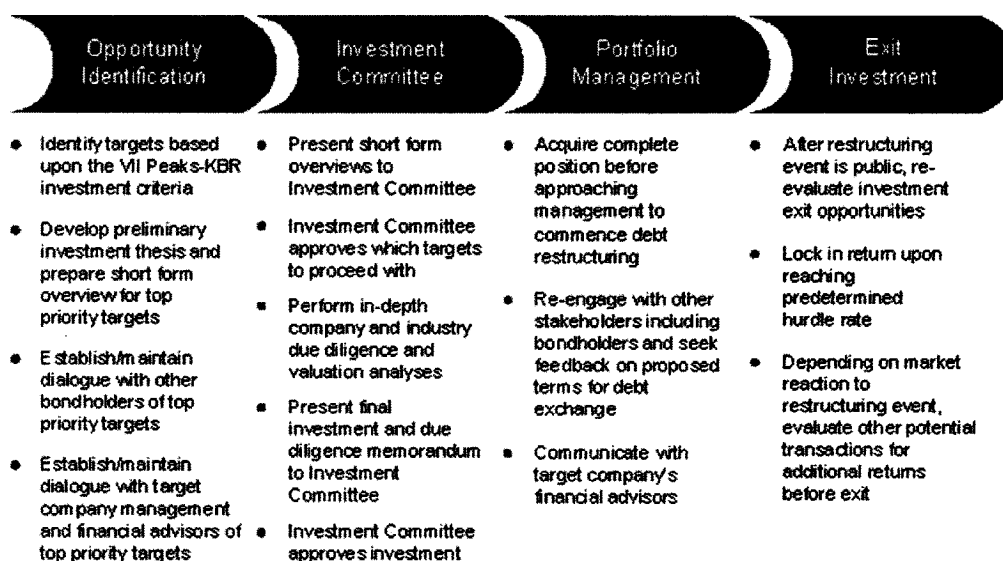 Opportunity
Identification
Investment
Committee
Portfolio
Management
Exit
Investment
• Identify targets based
upon the VII Peaks-KBR
investment criteria
• Develop preliminary
investment thesis and
prepare short form
overview for top
priority targets
• Establish/maintain
dialogue with other
bondholders of top
priority targets
• Establish/maintain
dialogue with target
company management
and financial advisors of
top priority targets
• Present short form
overviews to
Investment Committee
• Investment Committee
approves which targets
to proceed with
• Perform in-depth
company and industry
due diligence and
valuation analyses
• Present final
investment and due
diligence memorandum
to Investment
Committee
• Investment Committee
approves investment
• Acquire complete
position before
approaching
management to
commence debt
restructuring
• Re-engage with other
stakeholders including
bondholders and seek
feedback on proposed
terms for debt
exchange
• Communicate with
target company's
financial advisors
• After restructuring
event is public, re-
evaluate investment
exit opportunities
• Lock in return upon
reaching
predetermined
hurdle rate
• Depending on market
reaction to
restructuring event,
evaluate other potential
transactions for
additional returns
before exit